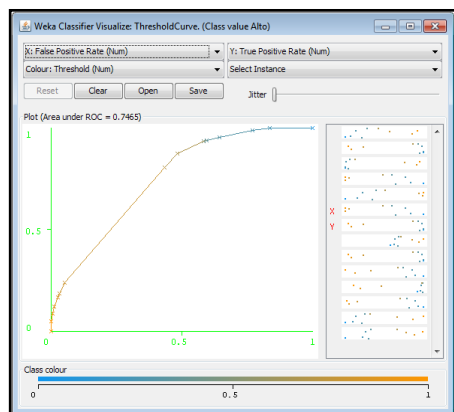 Weka Classifier Visualize: ThresholdCurve. (Class value Alto)
X: False Positive Rate (Num) Y: True Positive Rate (Num)
Colour: Threshold (Num) Select Instance
Reset Clear Open Save Jitter
Plot (Area under ROC = 0.7465)
1
X
Y
0.5
0
0 0.5 1
Class colour
0 0.5 1